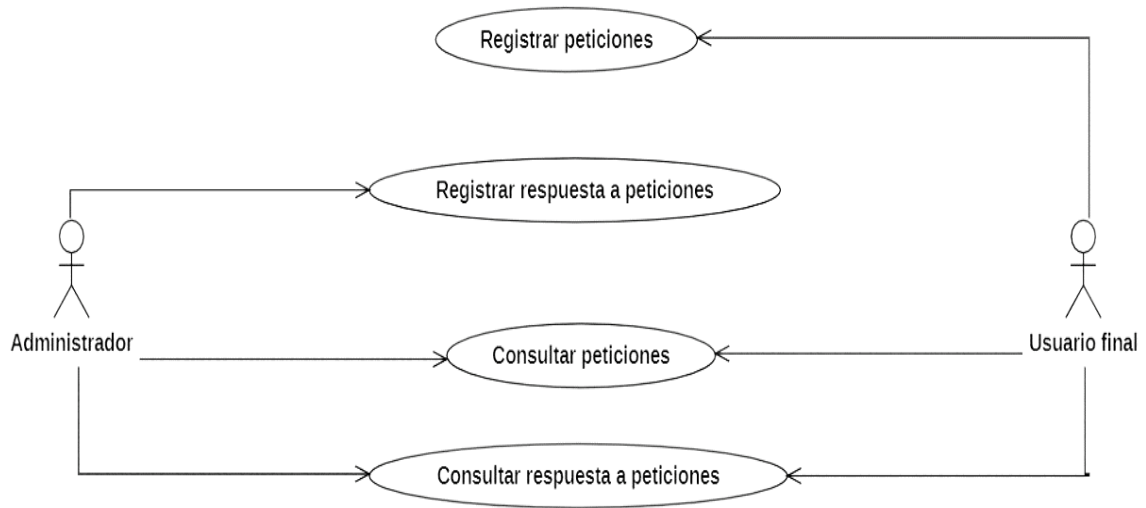 Registrar peticiones
Registrar respuesta a peticiones
Administrador
Usuario final
Consultar peticiones
Consultar respuesta a peticiones